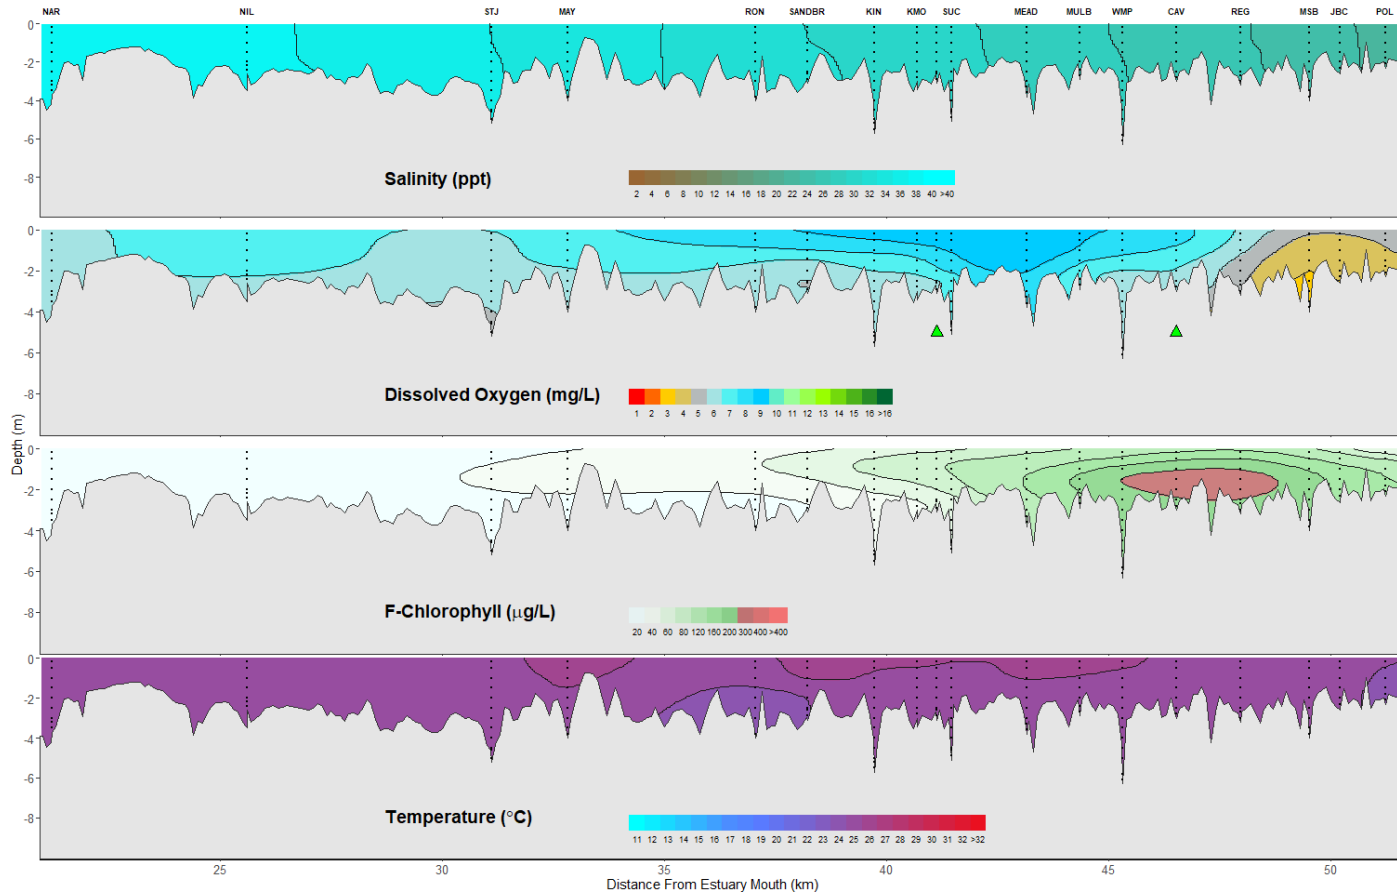 NAR NIL STJ MAY RON SANDBR KIN KMO SUC MEAD MULB WMP CAV REG MSB JBC POL
0
-2
-4
-6
-8
Salinity (ppt)
2 4 6 8 10 12 14 16 18 20 22 24 26 28 30 32 34 36 38 40 >40
0
-2
-4
-6
-8
Dissolved Oxygen (mg/L)
1 2 3 4 5 6 7 8 9 10 11 12 13 14 15 16 >16
Depth (m)
0
-2
-4
-6
-8
F-Chlorophyll (μg/L)
20 40 60 80 120 160 200 300 400 >400
0
-2
-4
-6
-8
Temperature (°C)
11 12 13 14 15 16 17 18 19 20 21 22 23 24 25 26 27 28 29 30 31 32 >32
25 30 35 40 45 50
Distance From Estuary Mouth (km)